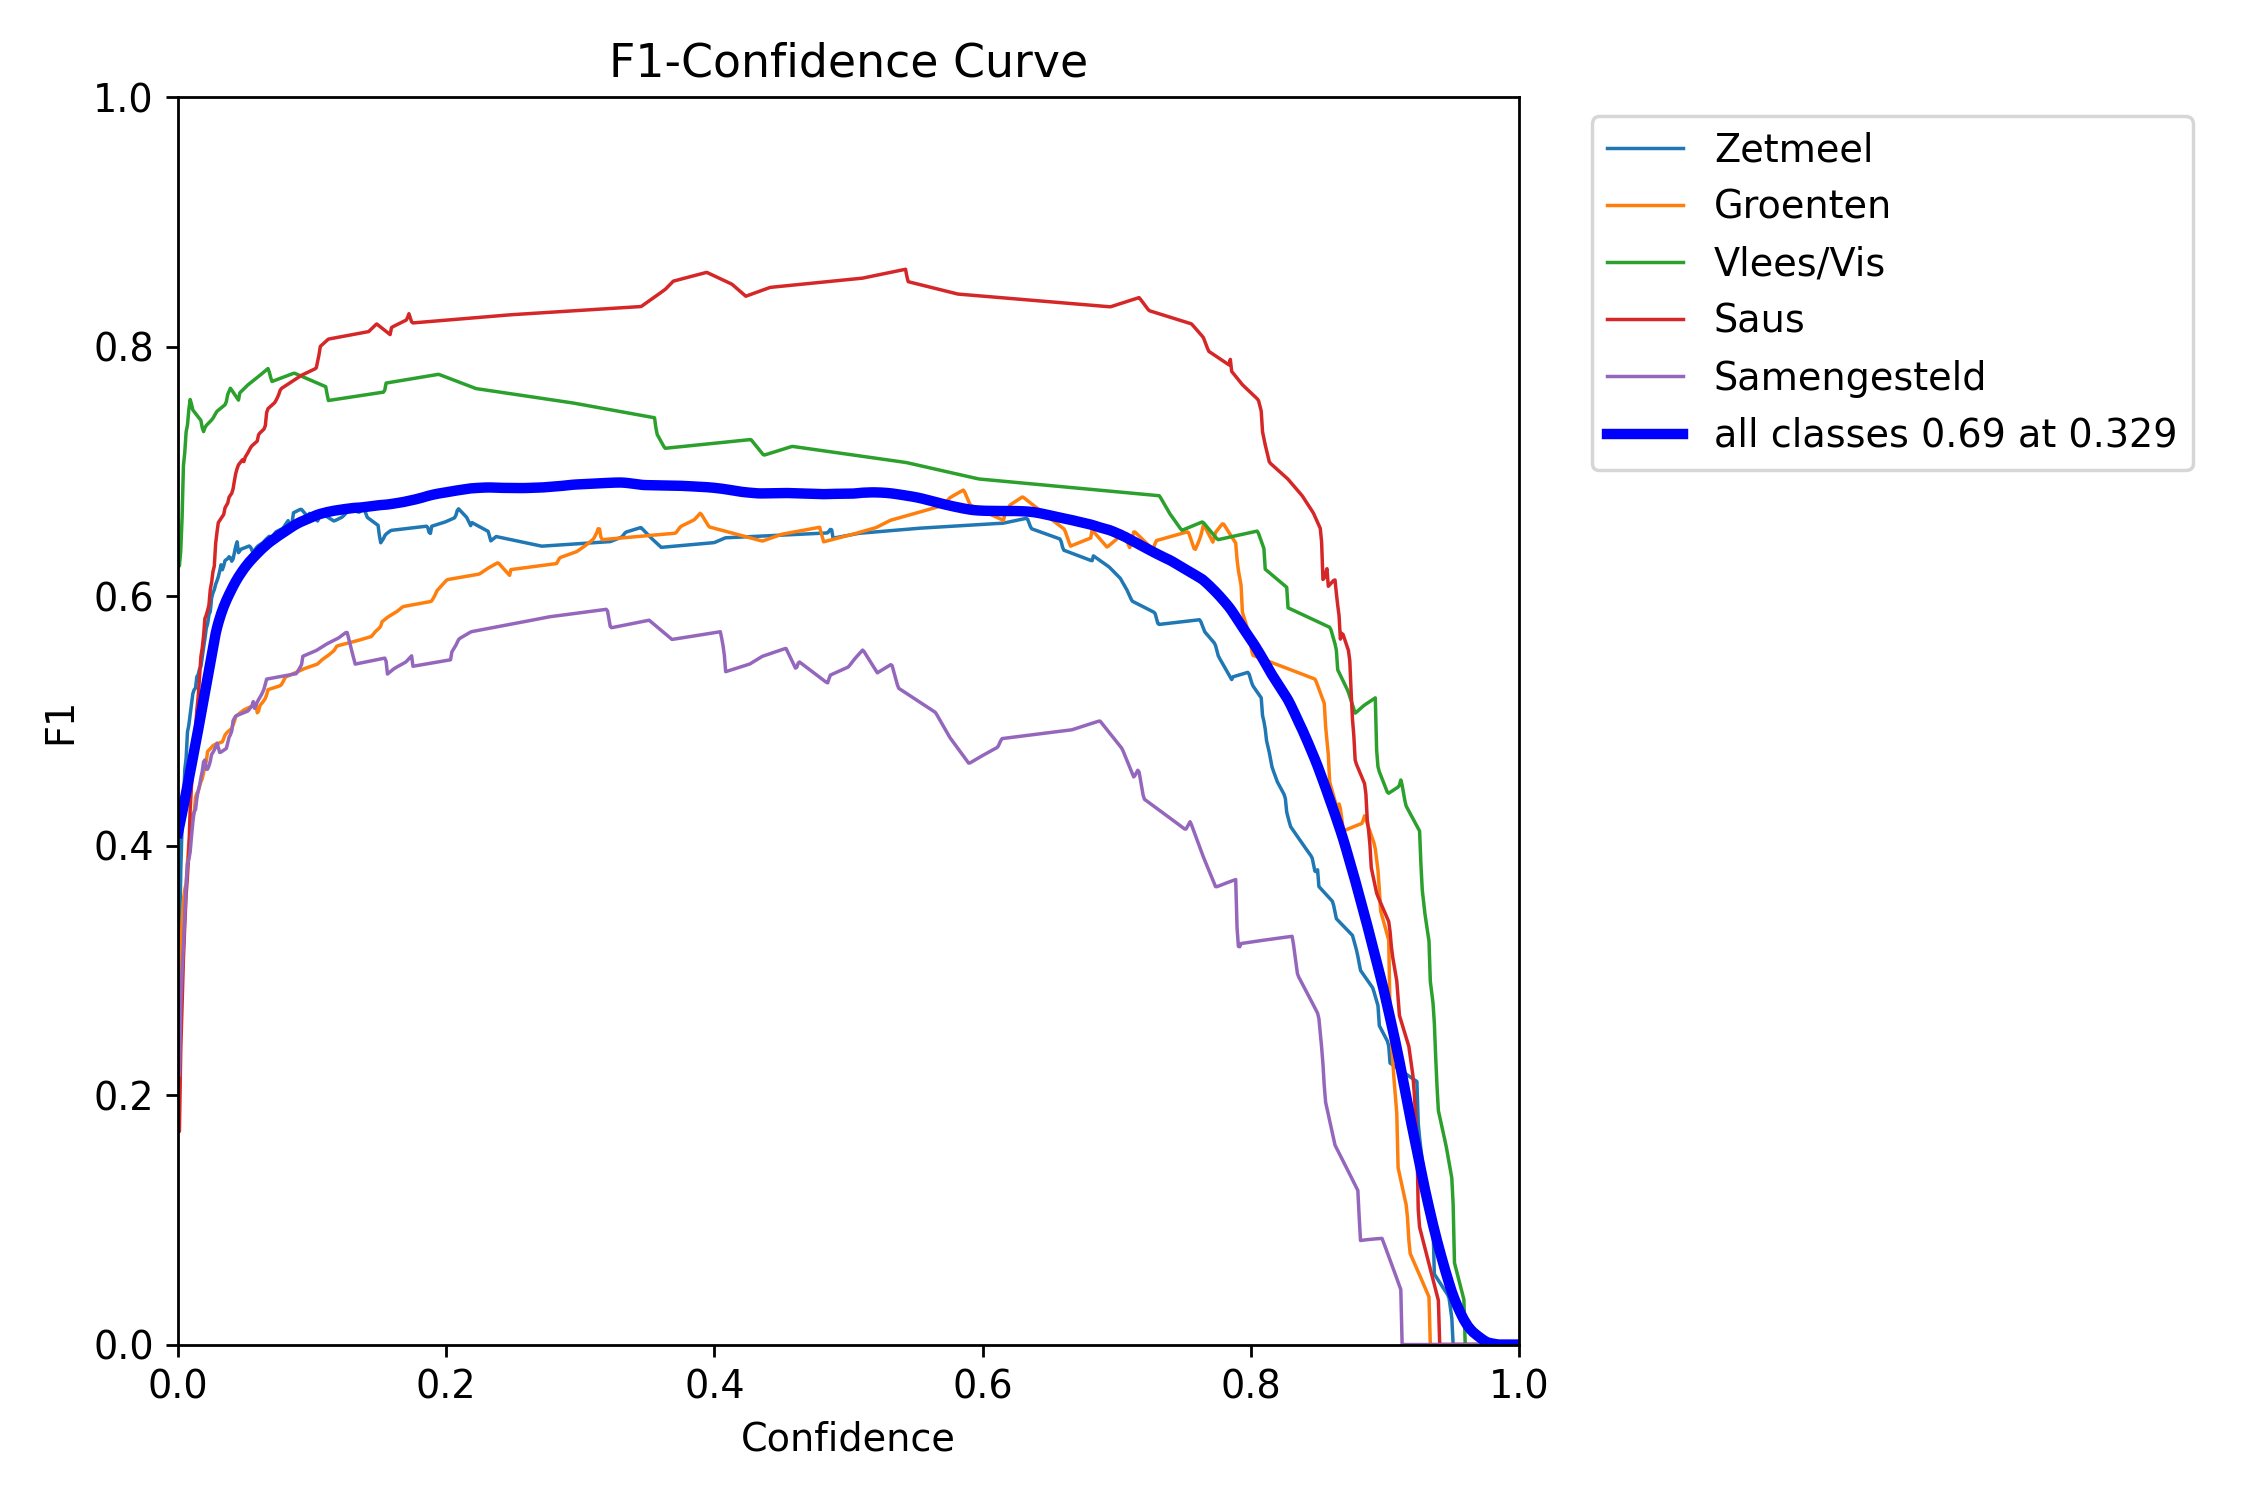 F1-Confidence Curve
1.0
0.8
0.6
0.4
0.2
0.0
F1
0.0 0.2 0.4 0.6 0.8 1.0
Confidence
Zetmeel
Groenten
Vlees/Vis
Saus
Samengesteld
all classes 0.69 at 0.329